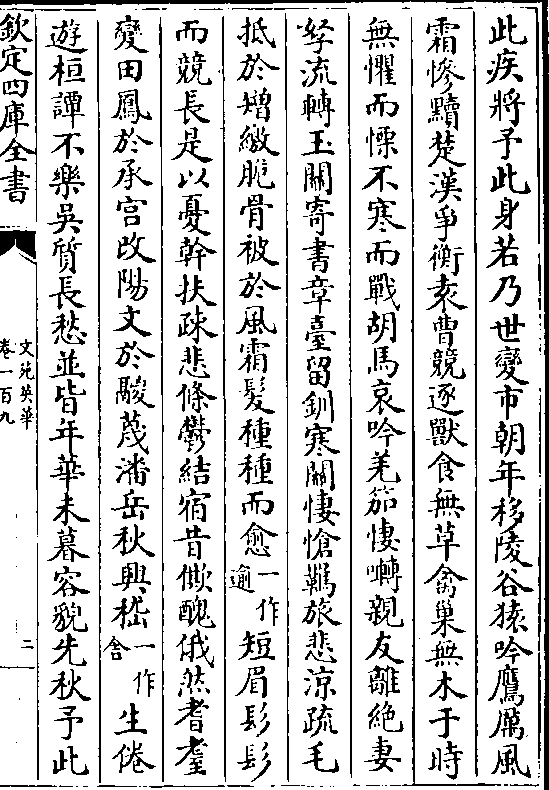 此疾將予此身若乃世變市朝年移陵谷猿吟鷹厲風
霜慘黷楚漢爭衡袁曹競逐獸食無草禽巢無木于時
無懼而慄不寒而戰胡馬哀吟羌笳悽囀親友離絶妻
孥流轉玉關寄書章臺留釧寒關悽愴羈旅悲涼疏毛
抵於矰繳脆骨被於風霜髮種種而愈一作逾短眉髟髟
而競長是以憂幹扶疎悲條鬱結宿昔僛醜俄然耆耋
變田鳳於承宫改陽文於鬷蔑潘岳秋興嵇一作含生倦
遊桓譚不樂吳質長愁並皆年華未暮容貌先秋予此
欽定四庫全書
文苑英華
卷一百九
二